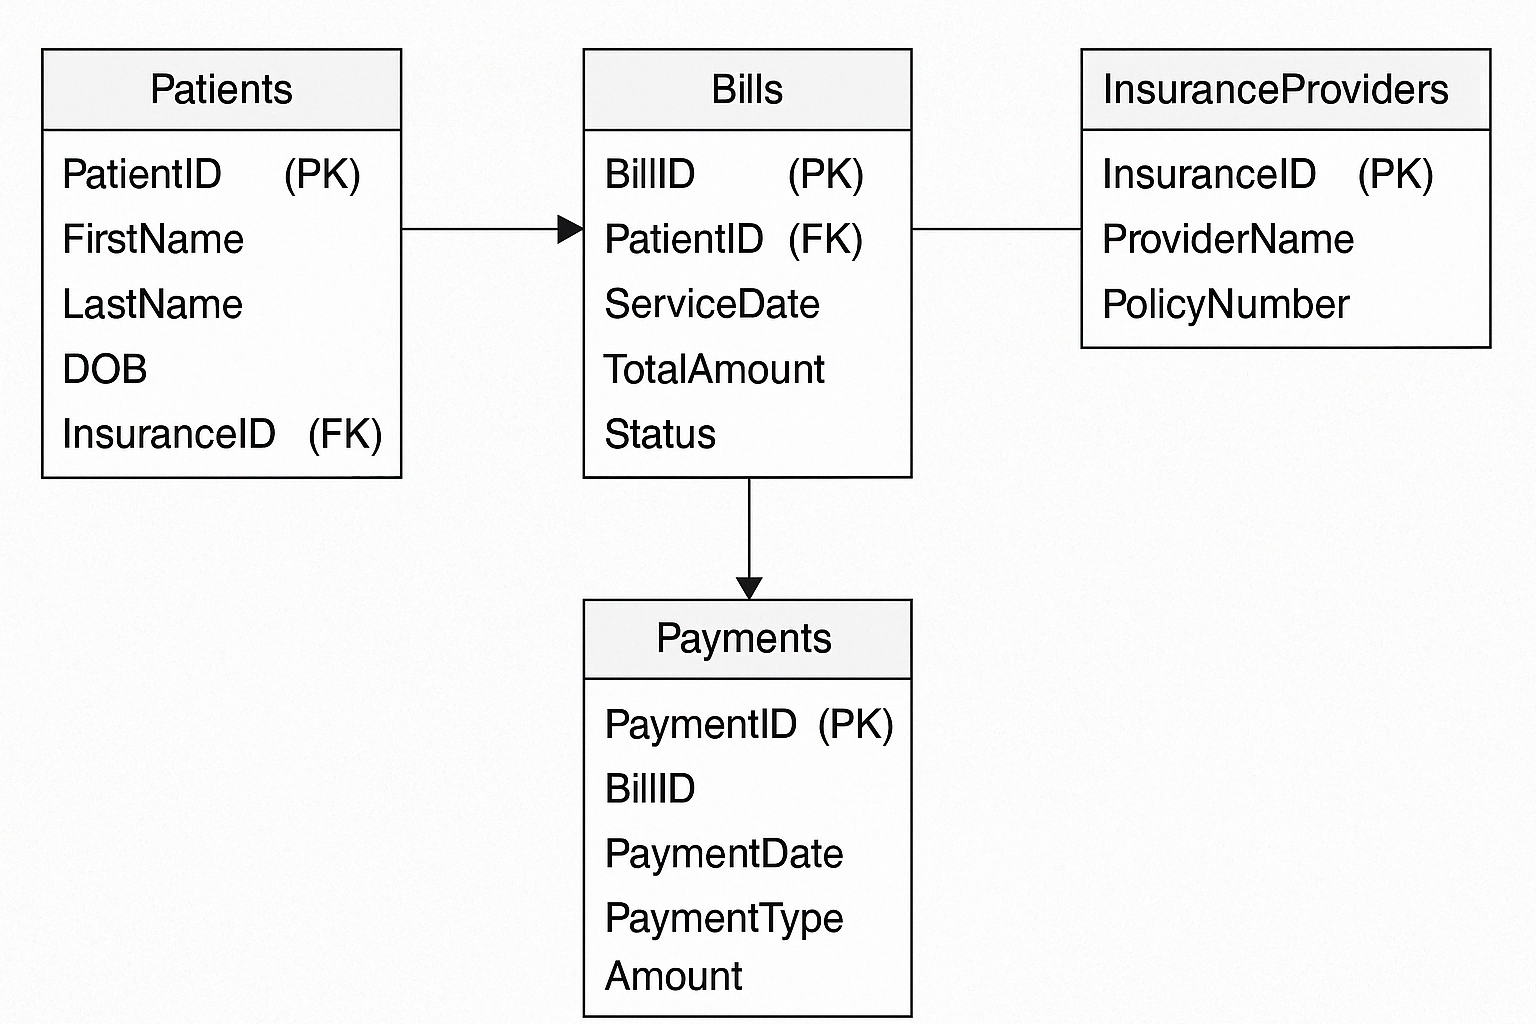 Patients
PatientID (PK)
FirstName
LastName
DOB
InsuranceID (FK)
Bills
BillID (PK)
PatientID (FK)
ServiceDate
TotalAmount
Status
InsuranceProviders
InsuranceID (PK)
ProviderName
PolicyNumber
Payments
PaymentID (PK)
BillID
PaymentDate
PaymentType
Amount